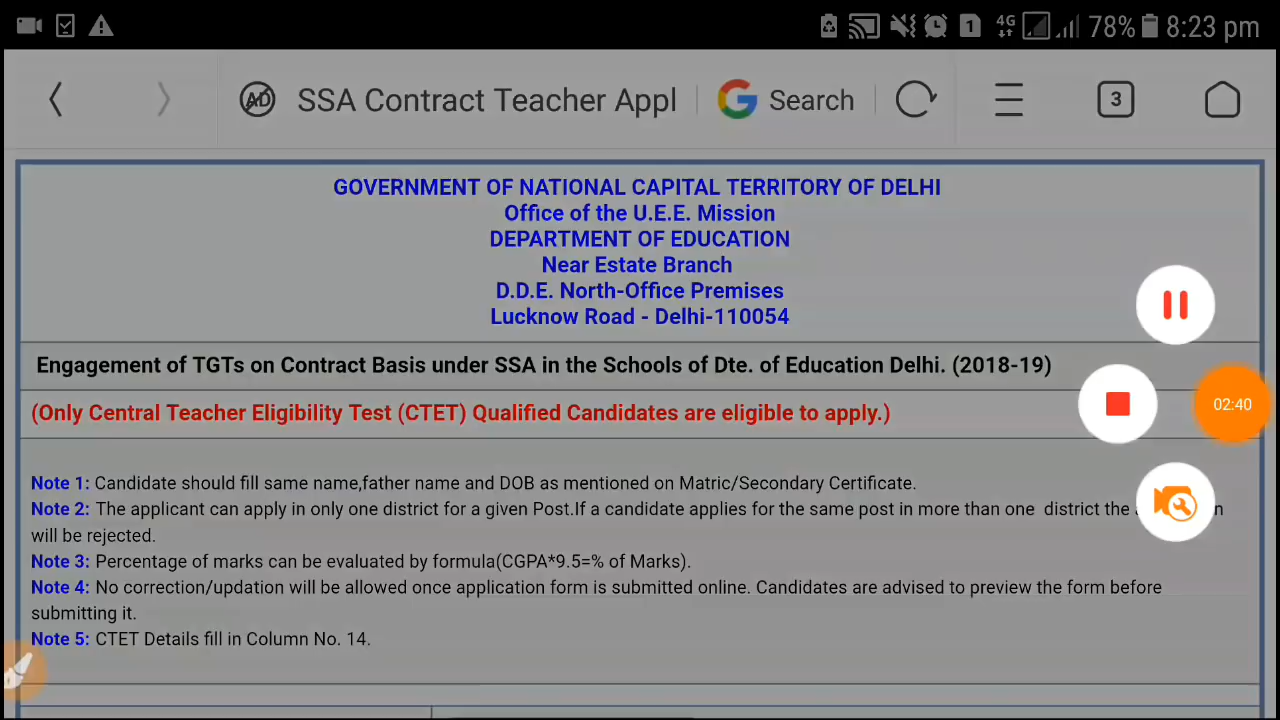 78% 8:23 pm
4G
1
AD SSA Contract Teacher Appl Search 3
GOVERNMENT OF NATIONAL CAPITAL TERRITORY OF DELHI
Office of the U.E.E. Mission
DEPARTMENT OF EDUCATION
Near Estate Branch
D.D.E. North-Office Premises
Lucknow Road - Delhi-110054
Engagement of TGTs on Contract Basis under SSA in the Schools of Dte. of Education Delhi. (2018-19)
(Only Central Teacher Eligibility Test (CTET) Qualified Candidates are eligible to apply.)
02:40
Note 1: Candidate should fill same name,father name and DOB as mentioned on Matric/Secondary Certificate.
Note 2: The applicant can apply in only one district for a given Post.If a candidate applies for the same post in more than one district the
will be rejected.
Note 3: Percentage of marks can be evaluated by formula(CGPA*9.5=% of Marks).
Note 4: No correction/updation will be allowed once application form is submitted online. Candidates are advised to preview the form before
submitting it.
Note 5: CTET Details fill in Column No. 14.